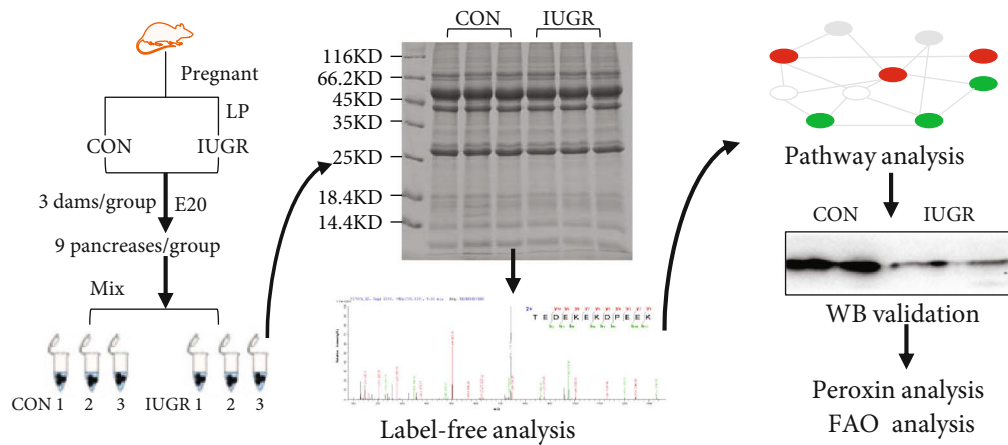 Pregnant
LP
CON
IUGR
3 dams/group
E20
9 pancreases/group
Mix
CON 1
2
3
IUGR 1
2
3
CON
IUGR
116KD
66.2KD
45KD
35KD
25KD
18.4KD
14.4KD
T E D E K E K D P E E K
Label-free analysis
Pathway analysis
CON
IUGR
WB validation
Peroxin analysis
FAO analysis